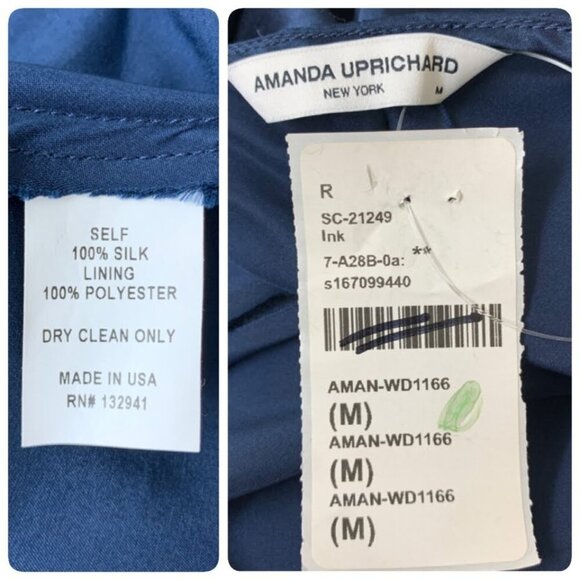 SELF
100% SILK
LINING
100% POLYESTER
DRY CLEAN ONLY
MADE IN USA
RN# 132941
AMANDA UPRICHARD
NEW YORK
M
R
SC-21249
Ink
7-A28B-0a: **
s167099440
AMAN-WD1166
(M)
AMAN-WD1166
(M)
AMAN-WD1166
(M)